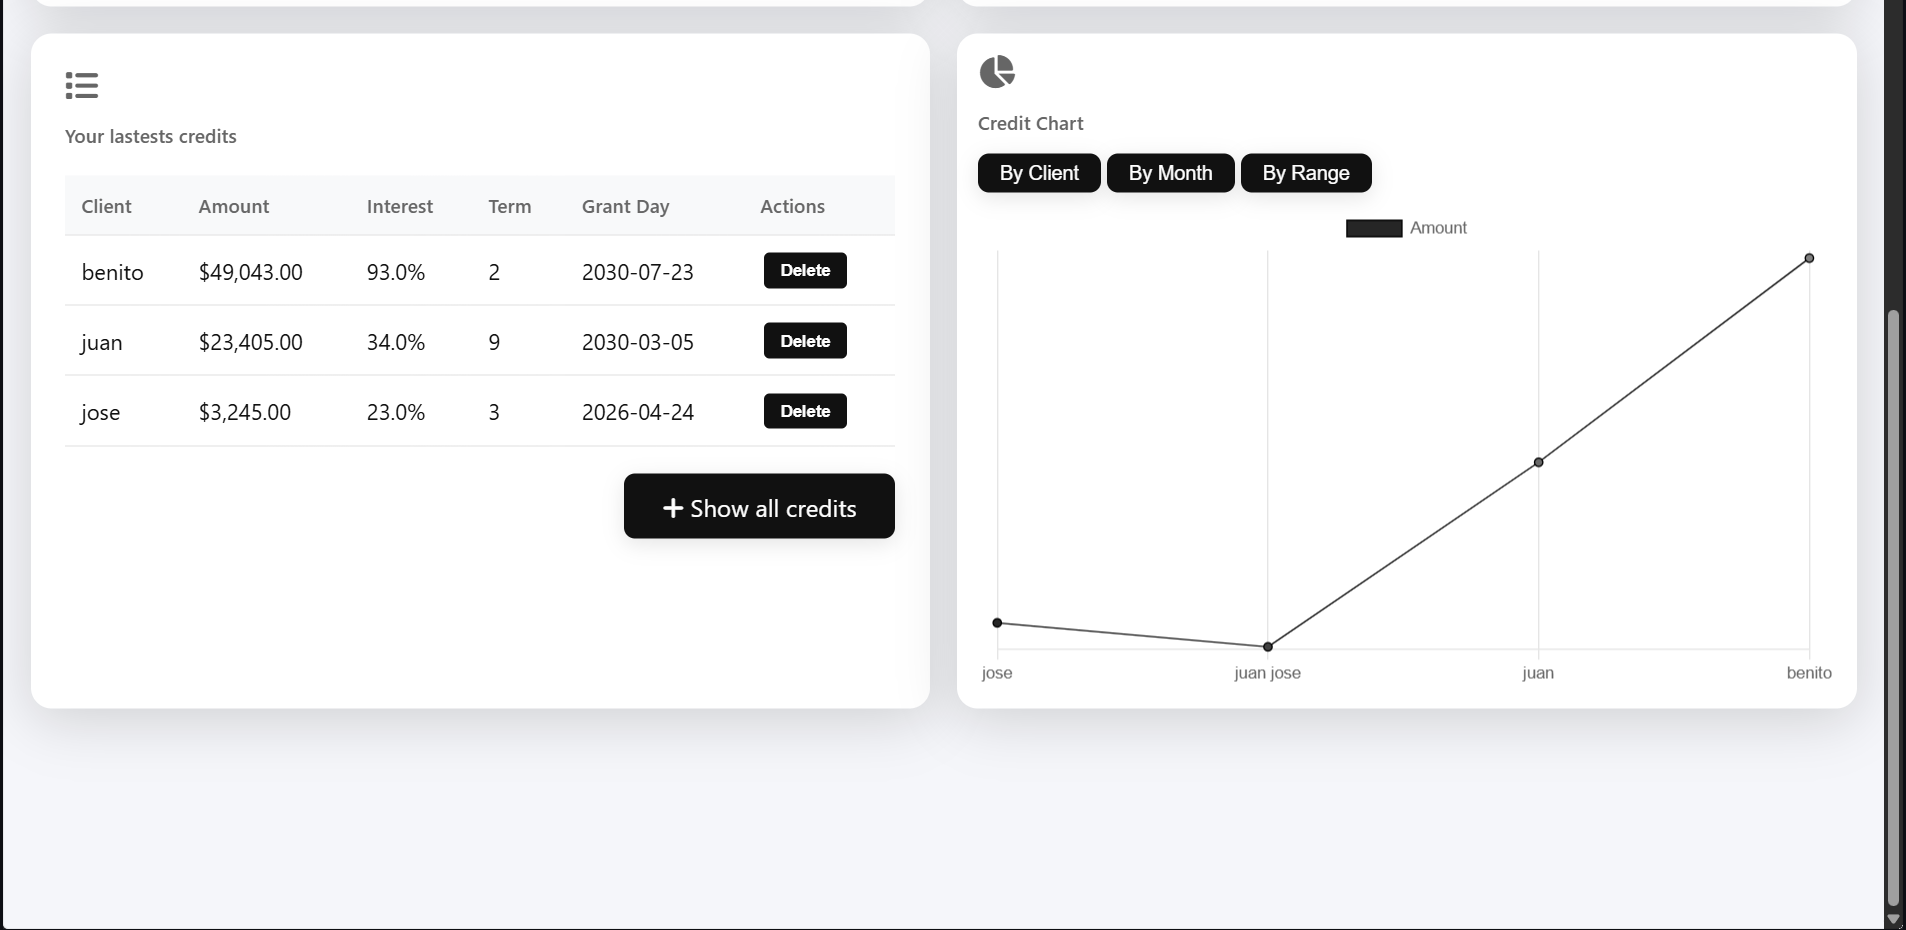 Your lastests credits
Client Amount Interest Term Grant Day Actions
benito $49,043.00 93.0% 2 2030-07-23 Delete
juan $23,405.00 34.0% 9 2030-03-05 Delete
jose $3,245.00 23.0% 3 2026-04-24 Delete
Show all credits
Credit Chart
By Client By Month By Range
Amount
jose juan jose juan benito